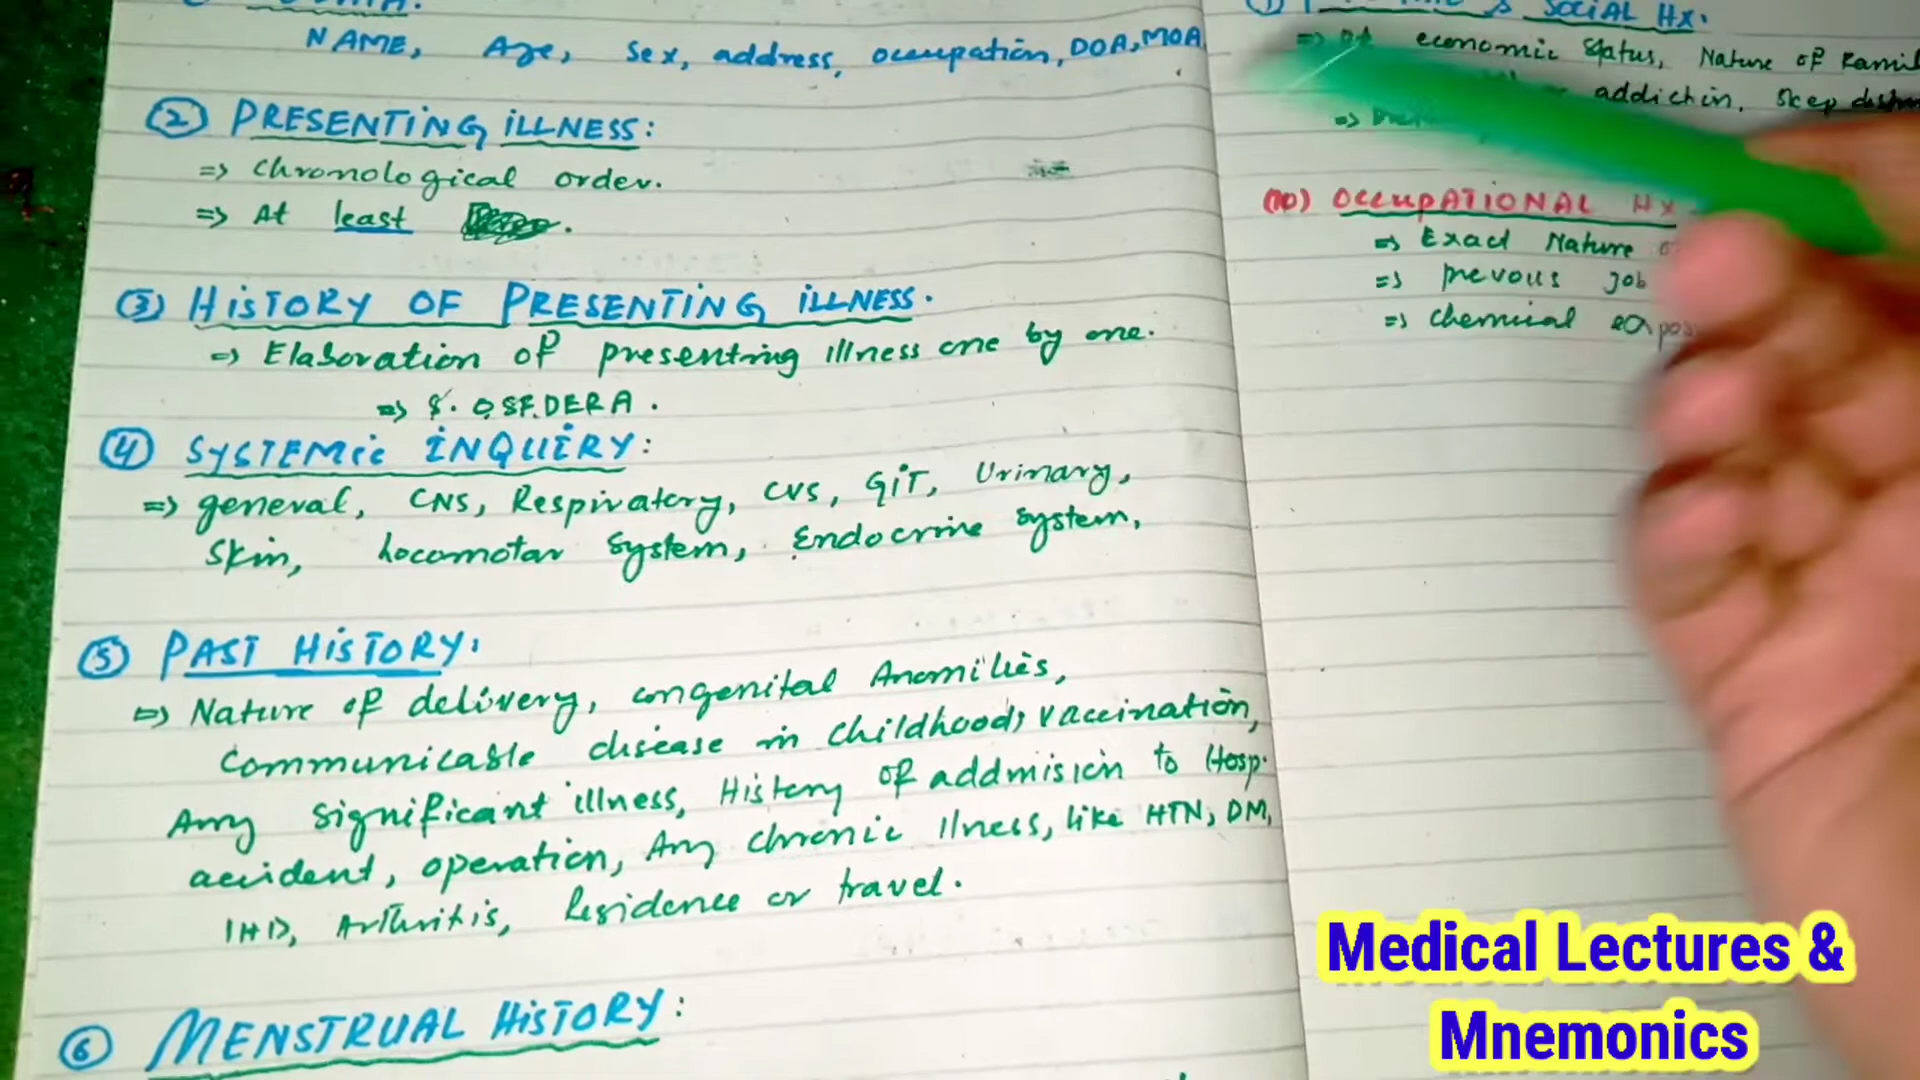 NAME, Age, Sex, address, occupation, DOA, MOA
② PRESENTING ILLNESS:
=> Chronological order.
=> At least
③ HISTORY OF PRESENTING ILLNESS.
=> Elaboration of presenting illness one by one.
=> S. OSF.DERA.
④ SYSTEMIC INQUIRY:
=> general, CNS, Respiratory, CVS, GIT, Urinary,
Skin, Locomotor system, Endocrine system,
⑤ PAST HISTORY:
=> Nature of delivery, congenital Anomilies,
Communicable disease in childhood, vaccination,
Any significant illness, History of addmision to Hosp.
accident, operation, Any chronic illness, like HTN, DM,
IHD, Arthritis, Residence or travel.
⑥ MENSTRUAL HISTORY:
SOCIAL HX:
economic status, Nature of
addiction, Sleep
(10) OCCUPATIONAL HX
=> Exact Nature
=> prevous job
=> chemical
Medical Lectures &
Mnemonics